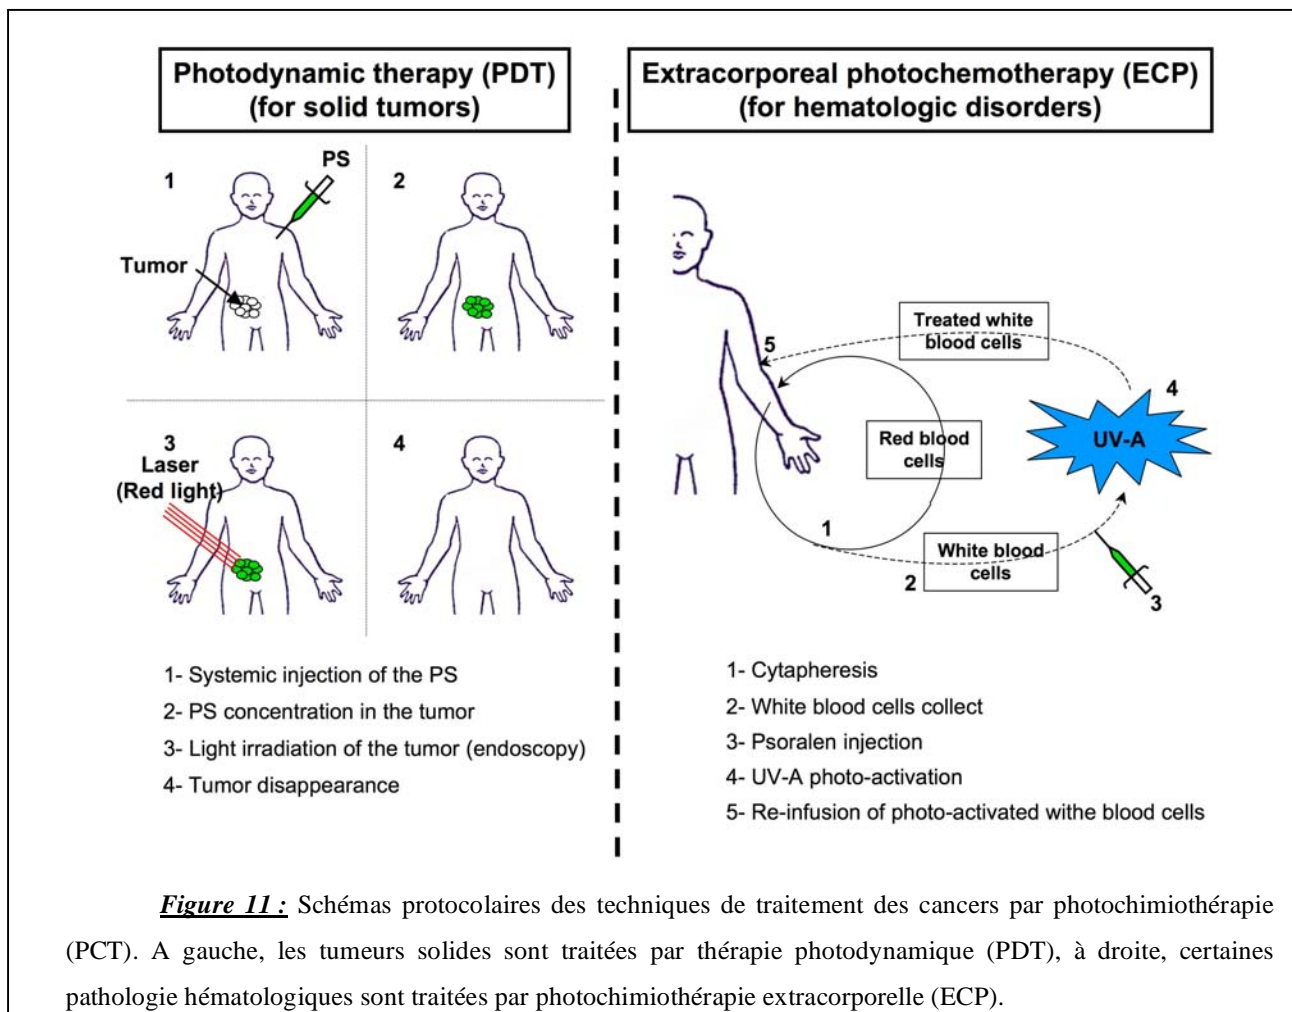 Photodynamic therapy (PDT)
(for solid tumors)
1
PS
Tumor
2
3
Laser
(Red light)
4
1- Systemic injection of the PS
2- PS concentration in the tumor
3- Light irradiation of the tumor (endoscopy)
4- Tumor disappearance
Extracorporeal photochemotherapy (ECP)
(for hematologic disorders)
Treated white
blood cells
5
4
UV-A
Red blood
cells
1
White blood
cells
2
3
1- Cytapheresis
2- White blood cells collect
3- Psoralen injection
4- UV-A photo-activation
5- Re-infusion of photo-activated withe blood cells
Figure 11 : Schémas protocolaires des techniques de traitement des cancers par photochimiothérapie
(PCT). A gauche, les tumeurs solides sont traitées par thérapie photodynamique (PDT), à droite, certaines
pathologie hématologiques sont traitées par photochimiothérapie extracorporelle (ECP).